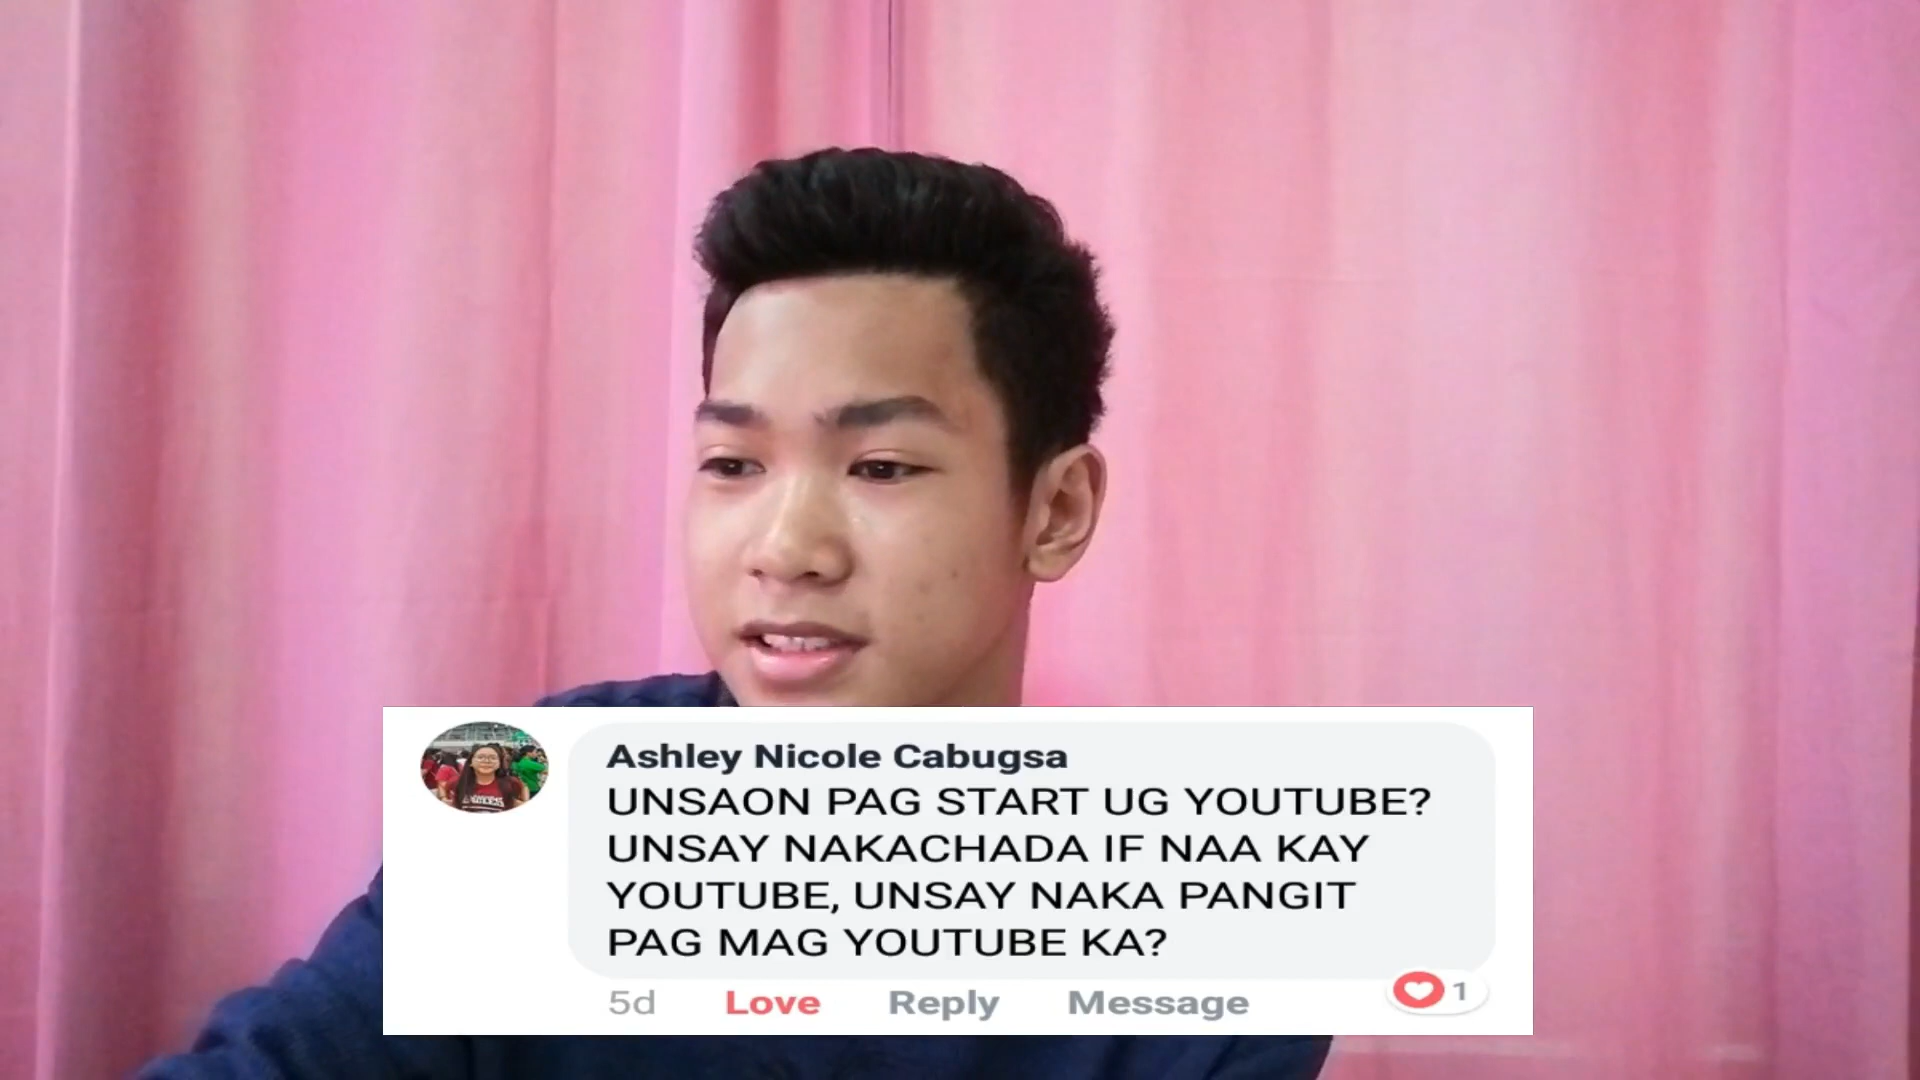 Ashley Nicole Cabugsa
UNSAON PAG START UG YOUTUBE?
UNSAY NAKACHADA IF NAA KAY
YOUTUBE, UNSAY NAKA PANGIT
PAG MAG YOUTUBE KA?
5d Love Reply Message 1